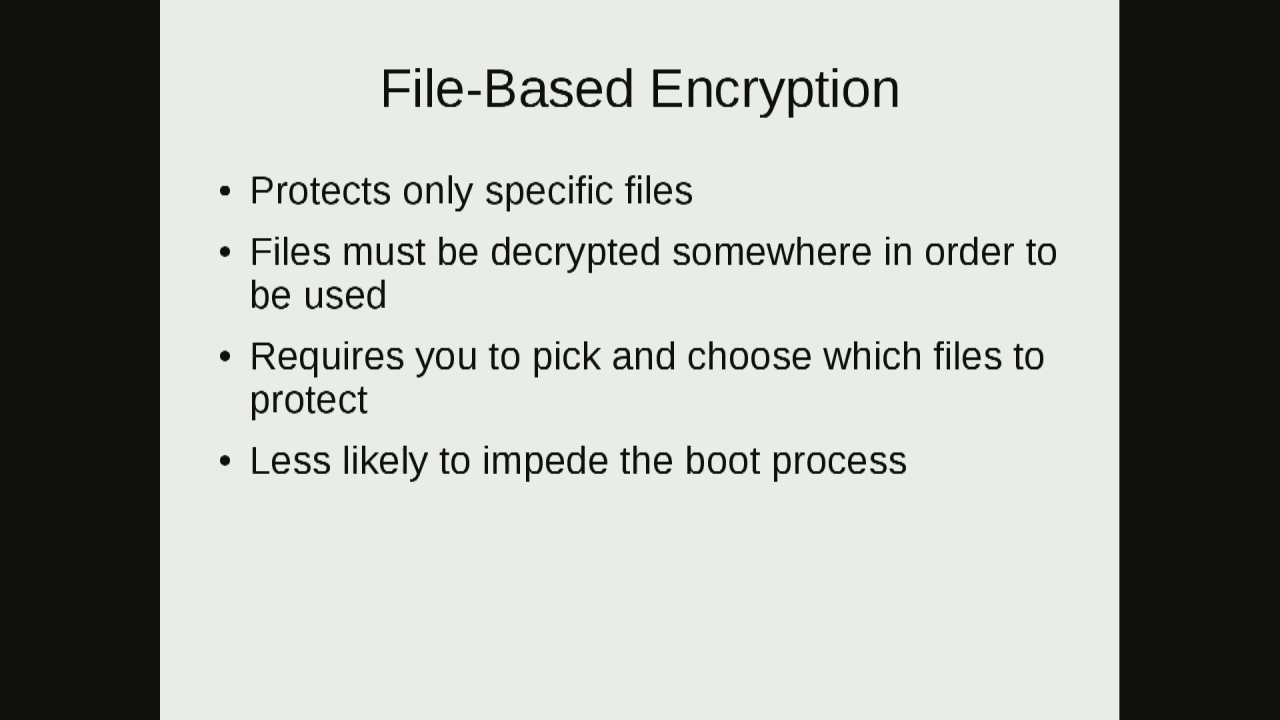 File-Based Encryption
• Protects only specific files
• Files must be decrypted somewhere in order to
be used
• Requires you to pick and choose which files to
protect
• Less likely to impede the boot process